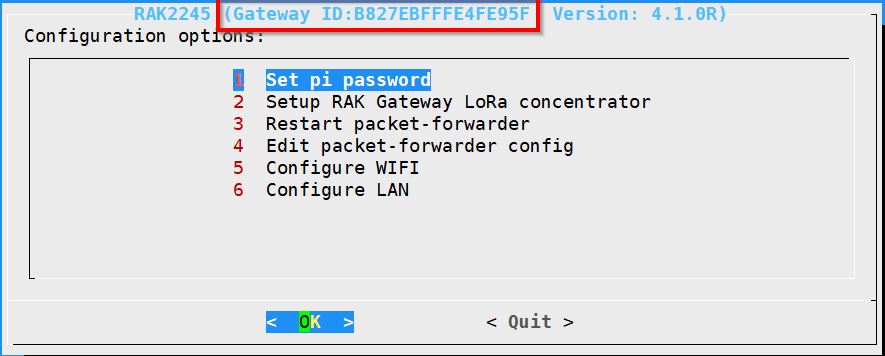 RAK2245 (Gateway ID:B827EBFFFE4FE95F Version: 4.1.0R)
Configuration options:
1 Set pi password
2 Setup RAK Gateway LoRa concentrator
3 Restart packet-forwarder
4 Edit packet-forwarder config
5 Configure WIFI
6 Configure LAN
< OK > < Quit >